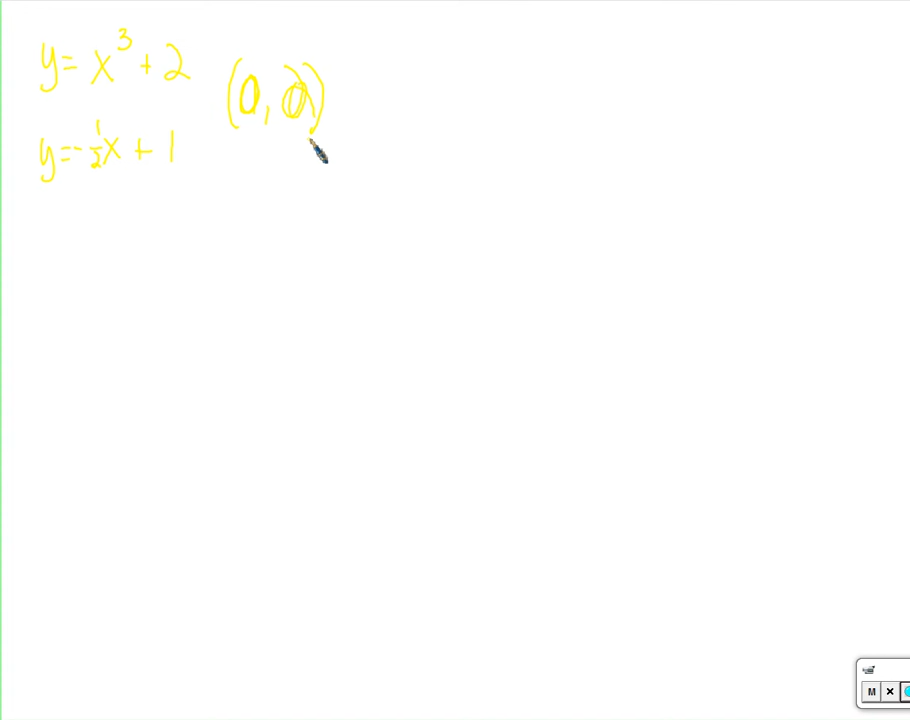 y = x³ + 2
(0, 2)
y = -½x + 1
M